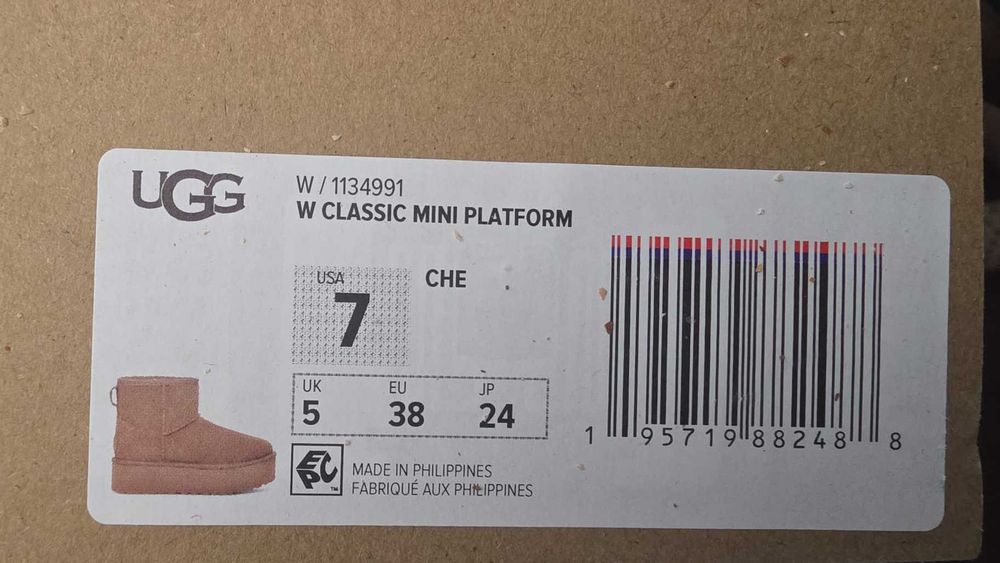 UGG
W / 1134991
W CLASSIC MINI PLATFORM
USA
7
CHE
UK EU JP
5 38 24
EPC ™
MADE IN PHILIPPINES
FABRIQUÉ AUX PHILIPPINES
1 95719 88248 8